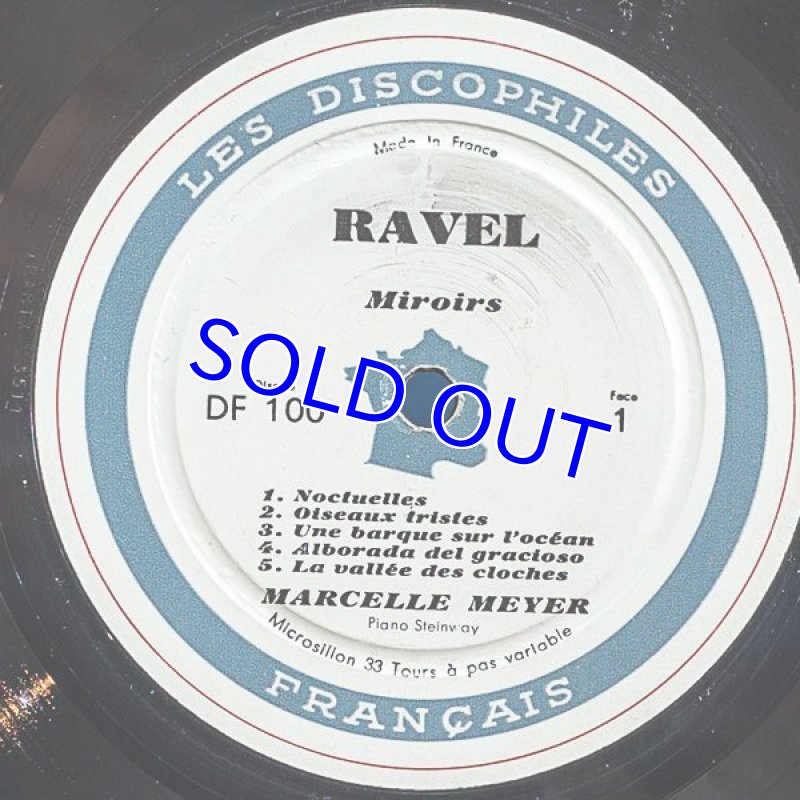 LES DISCOPHILES
Made In France
RAVEL
Miroirs
SOLD OUT
DF 100
Face
1
1. Noctuelles
2. Oiseaux tristes
3. Une barque sur l'océan
4. Alborada del gracioso
5. La vallée des cloches
MARCELLE MEYER
Piano Steinway
Microsillon 33 Tours à pas variable
FRANÇAIS